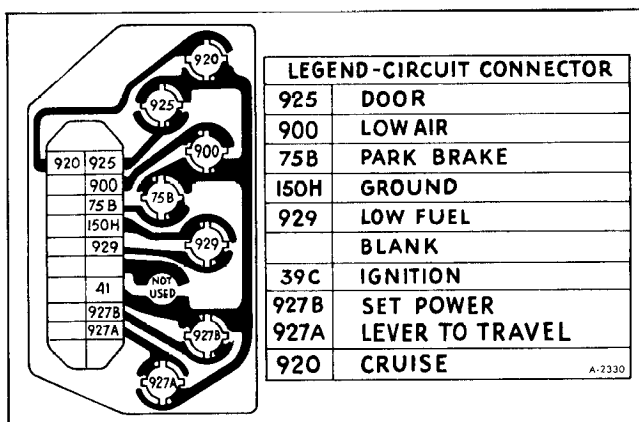 920
925
900
75B
929
NOT
USED
927B
927A
920 925
900
75B
150H
929
41
927B
927A
LEGEND-CIRCUIT CONNECTOR
925 DOOR
900 LOW AIR
75B PARK BRAKE
150H GROUND
929 LOW FUEL
BLANK
39C IGNITION
927B SET POWER
927A LEVER TO TRAVEL
920 CRUISE
A-2330